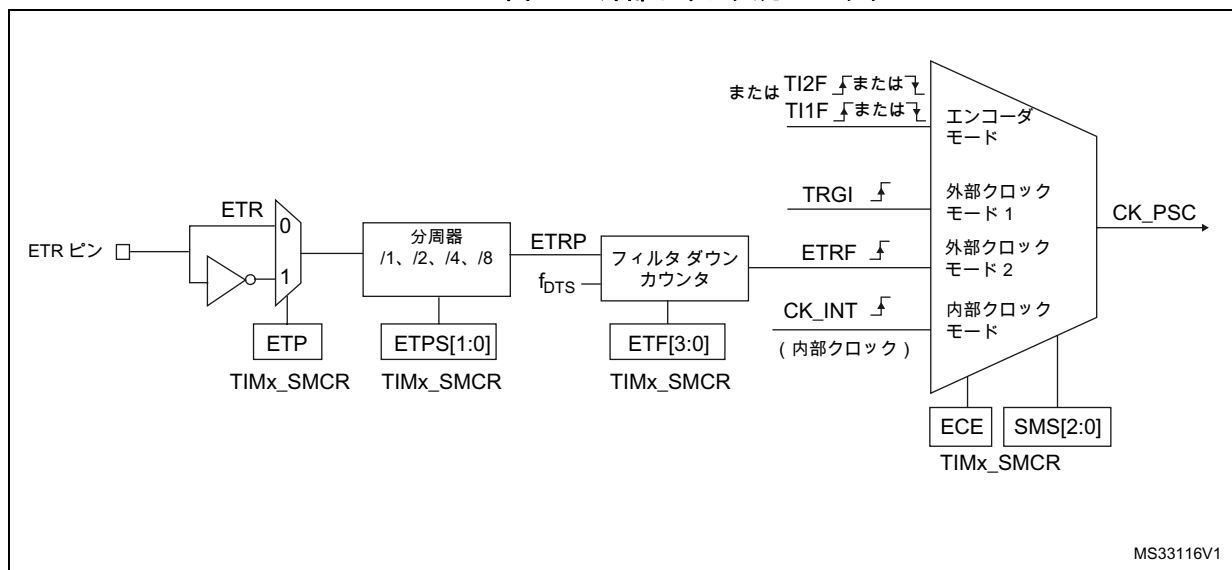 または TI2F または
TI1F または
エンコーダ
モード
TRGI
外部クロック
モード 1
ETR ピン
ETR
0
1
分周器
/1、/2、/4、/8
ETRP
fDTS
フィルタ ダウン
カウンタ
ETRF
外部クロック
モード 2
CK_INT
( 内部クロック )
内部クロック
モード
CK_PSC
ETP
TIMx_SMCR
ETPS[1:0]
TIMx_SMCR
ETF[3:0]
TIMx_SMCR
ECE
SMS[2:0]
TIMx_SMCR
MS33116V1